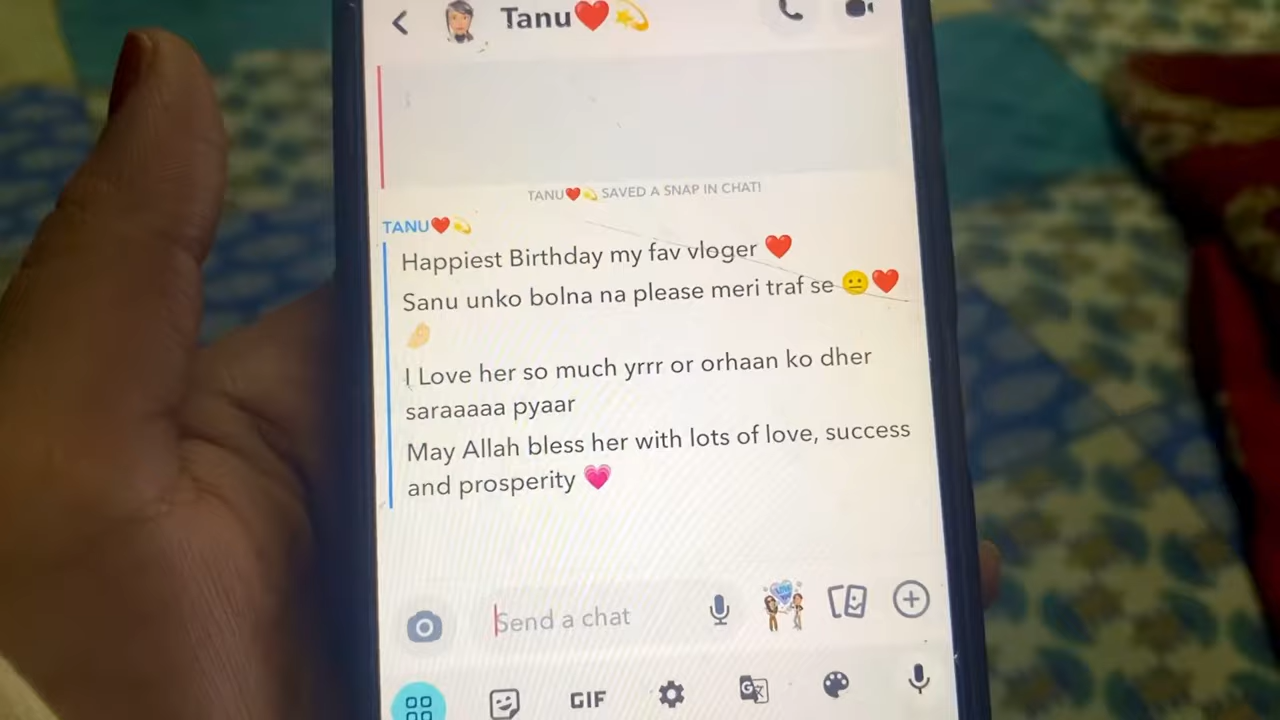 Tanu❤️💫
TANU❤️💫 SAVED A SNAP IN CHAT!
TANU❤️💫
Happiest Birthday my fav vloger ❤️
Sanu unko bolna na please meri traf se 😐❤️
🤌🏻
I Love her so much yrrr or orhaan ko dher
saraaaaa pyaar
May Allah bless her with lots of love, success
and prosperity 💗
Send a chat
GIF